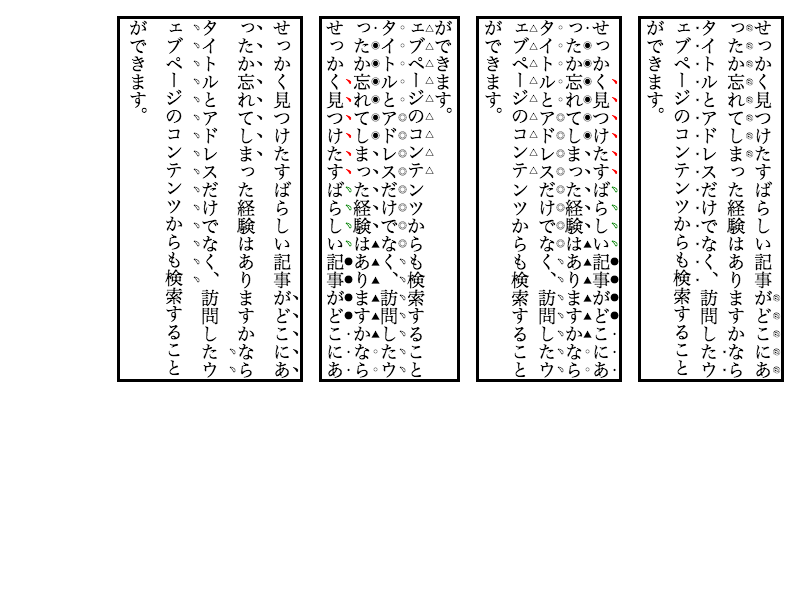 せっかく見つけたすばらしい記事がどこにあ
ったか忘れてしまった経験はありますかなら
タイトルとアドレスだけでなく、訪問したウ
ェブページのコンテンツからも検索すること
ができます。
せっかく見つけたすばらしい記事がどこにあ
ったか忘れてしまった経験はありますかなら
タイトルとアドレスだけでなく、訪問したウ
ェブページのコンテンツからも検索すること
ができます。
せっかく見つけたすばらしい記事がどこにあ
ったか忘れてしまった経験はありますかなら
タイトルとアドレスだけでなく、訪問したウ
ェブページのコンテンツからも検索すること
ができます。
せっかく見つけたすばらしい記事がどこにあ
ったか忘れてしまった経験はありますかなら
タイトルとアドレスだけでなく、訪問したウ
ェブページのコンテンツからも検索すること
ができます。